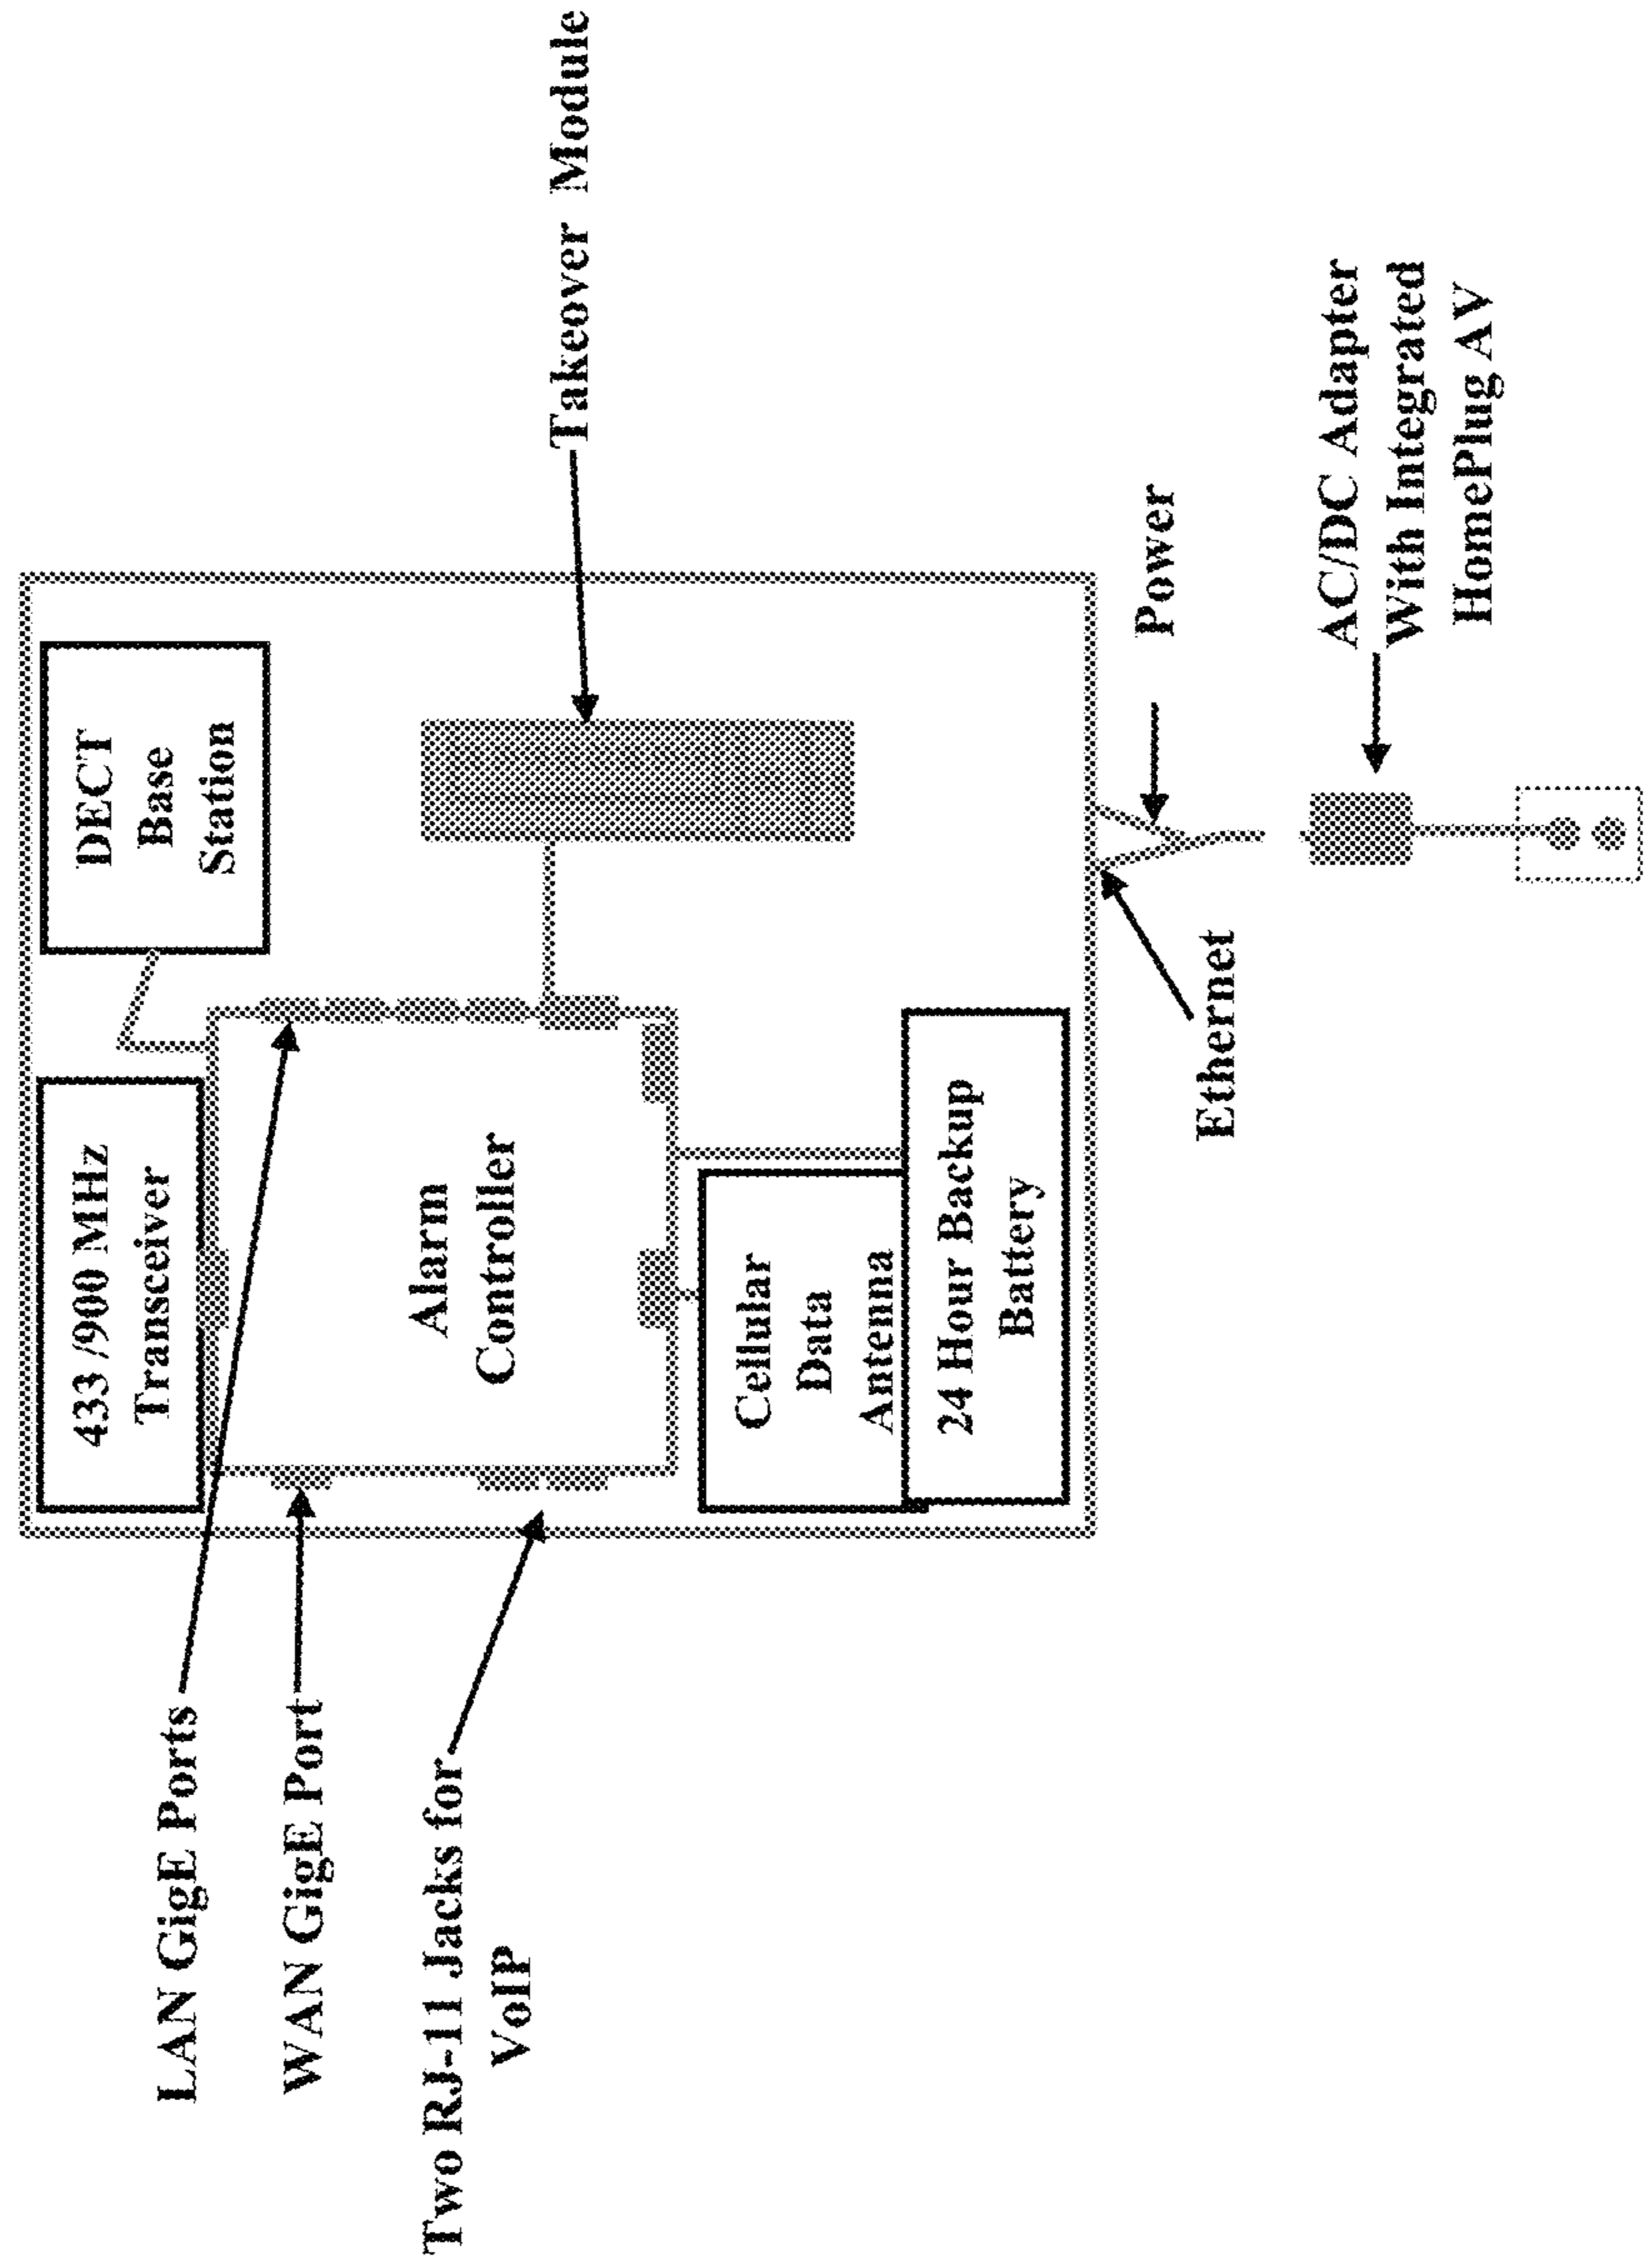 LAN GigE Ports
WAN GigE Port
Two RJ-11 Jacks for
VoIP
433 /900 MHz
Transceiver
DECT
Base
Station
Alarm
Controller
Takeover Module
Cellular
Data
Antenna
24 Hour Backup
Battery
Ethernet
Power
AC/DC Adapter
With Integrated
HomePlug AV